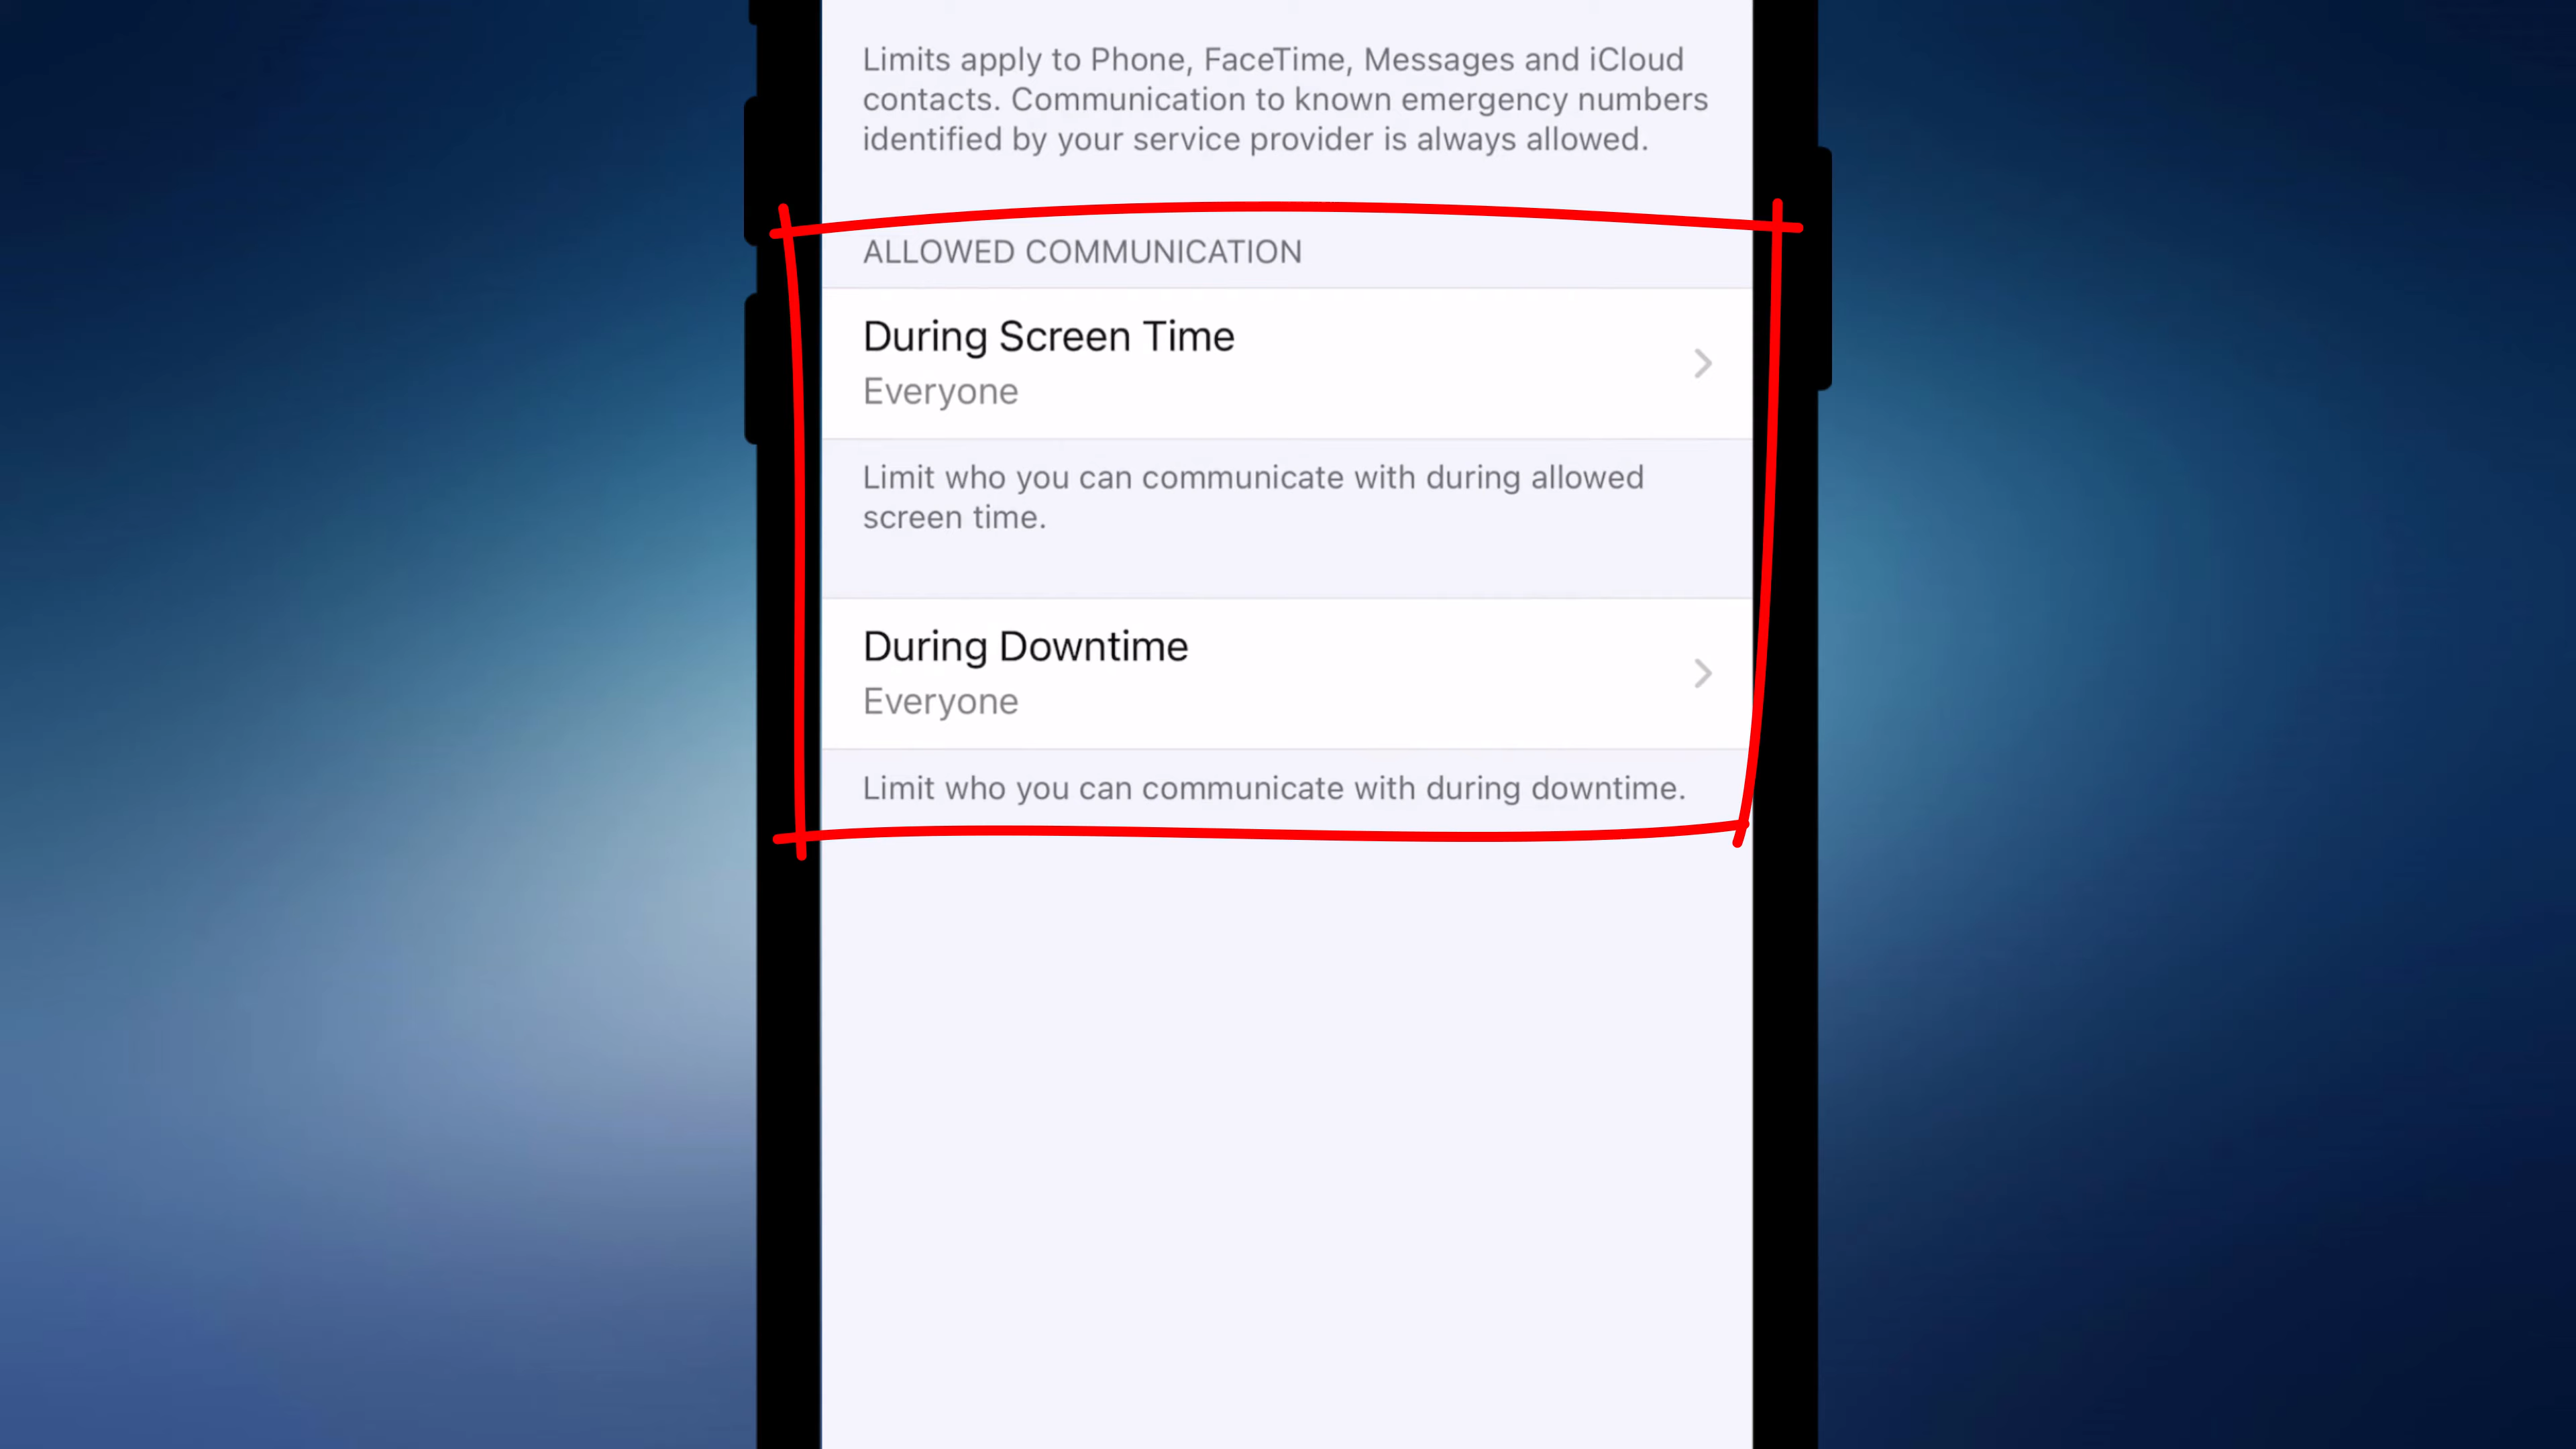 Limits apply to Phone, FaceTime, Messages and iCloud
contacts. Communication to known emergency numbers
identified by your service provider is always allowed.
ALLOWED COMMUNICATION
During Screen Time
Everyone
Limit who you can communicate with during allowed
screen time.
During Downtime
Everyone
Limit who you can communicate with during downtime.